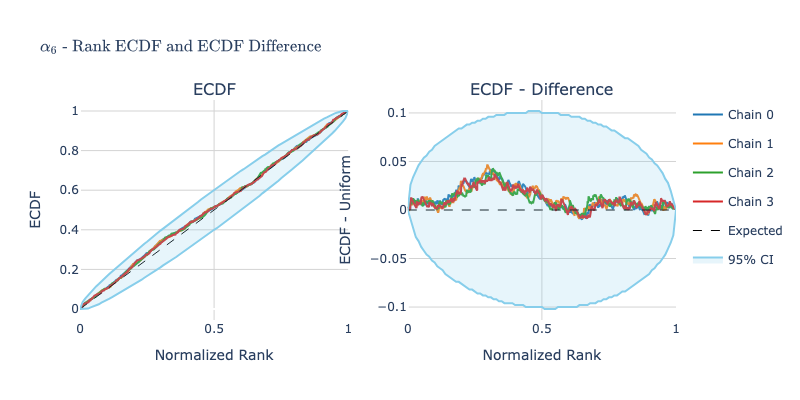 α₆ - Rank ECDF and ECDF Difference
ECDF
ECDF - Difference
ECDF
1
0.8
0.6
0.4
0.2
0
0
0.5
1
Normalized Rank
ECDF - Uniform
0.1
0.05
0
−0.05
−0.1
0
0.5
1
Normalized Rank
Chain 0
Chain 1
Chain 2
Chain 3
Expected
95% CI